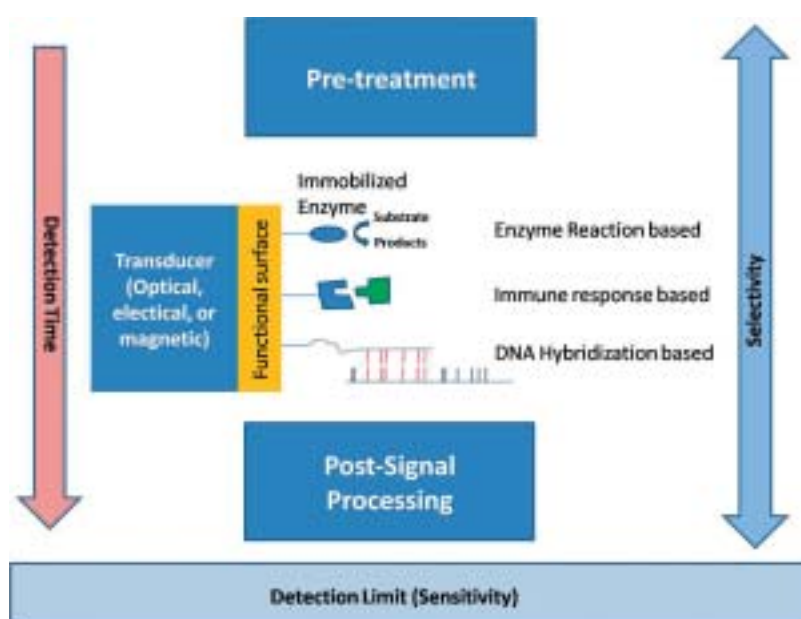 Pre-treatment
Detection Time
Immobilized
Enzyme
Substrate
Products
Enzyme Reaction based
Transducer
(Optical,
electical, or
magnetic)
Functional surface
Immune response based
DNA Hybridization based
Selectivity
Post-Signal
Processing
Detection Limit (Sensitivity)